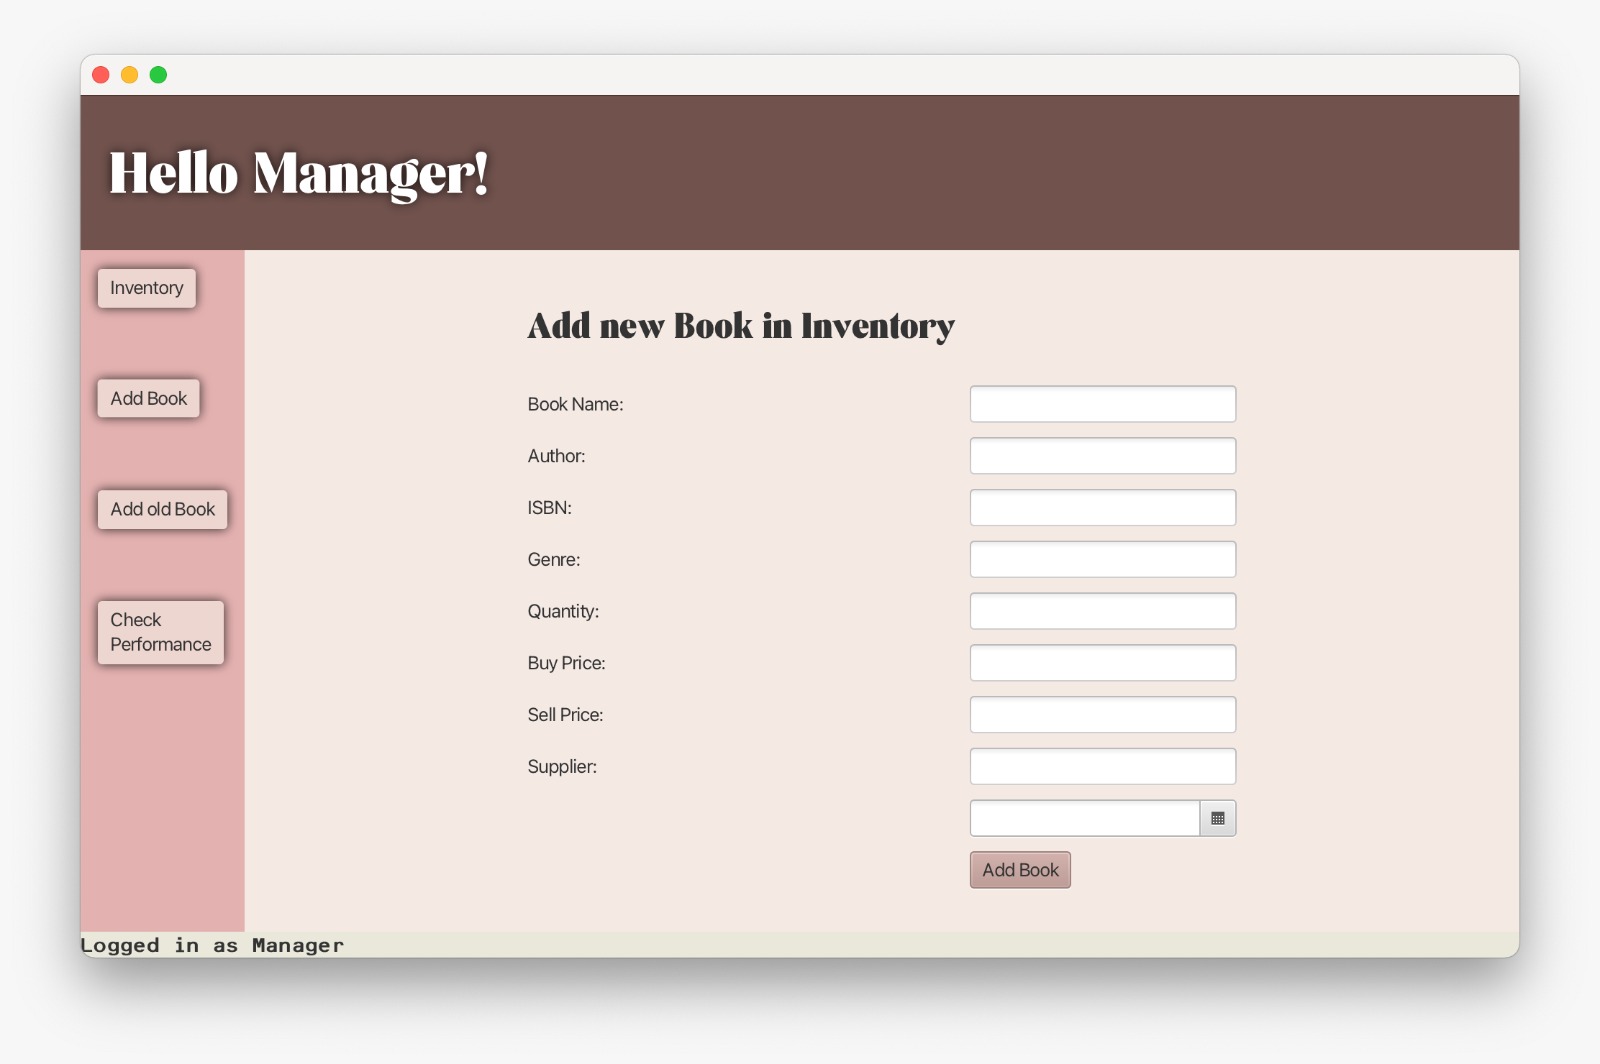 Hello Manager!
Inventory
Add Book
Add old Book
Check
Performance
Add new Book in Inventory
Book Name:
Author:
ISBN:
Genre:
Quantity:
Buy Price:
Sell Price:
Supplier:
Add Book
Logged in as Manager